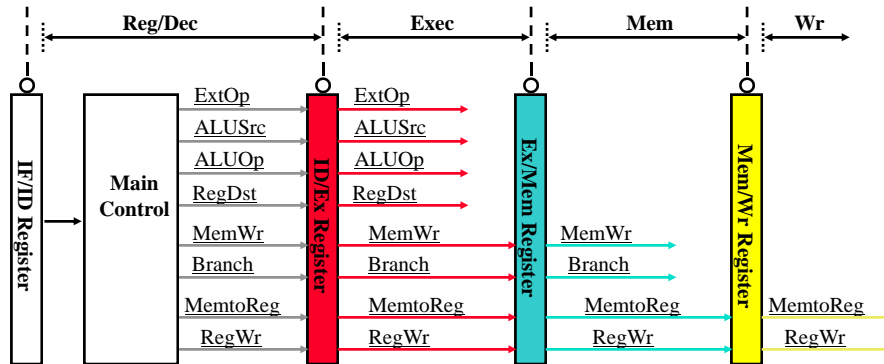 Reg/Dec Exec Mem Wr
IF/ID Register
Main
Control
ID/Ex Register
Ex/Mem Register
Mem/Wr Register
ExtOp ExtOp
ALUSrc ALUSrc
ALUOp ALUOp
RegDst RegDst
MemWr MemWr MemWr
Branch Branch Branch
MemtoReg MemtoReg MemtoReg MemtoReg
RegWr RegWr RegWr RegWr